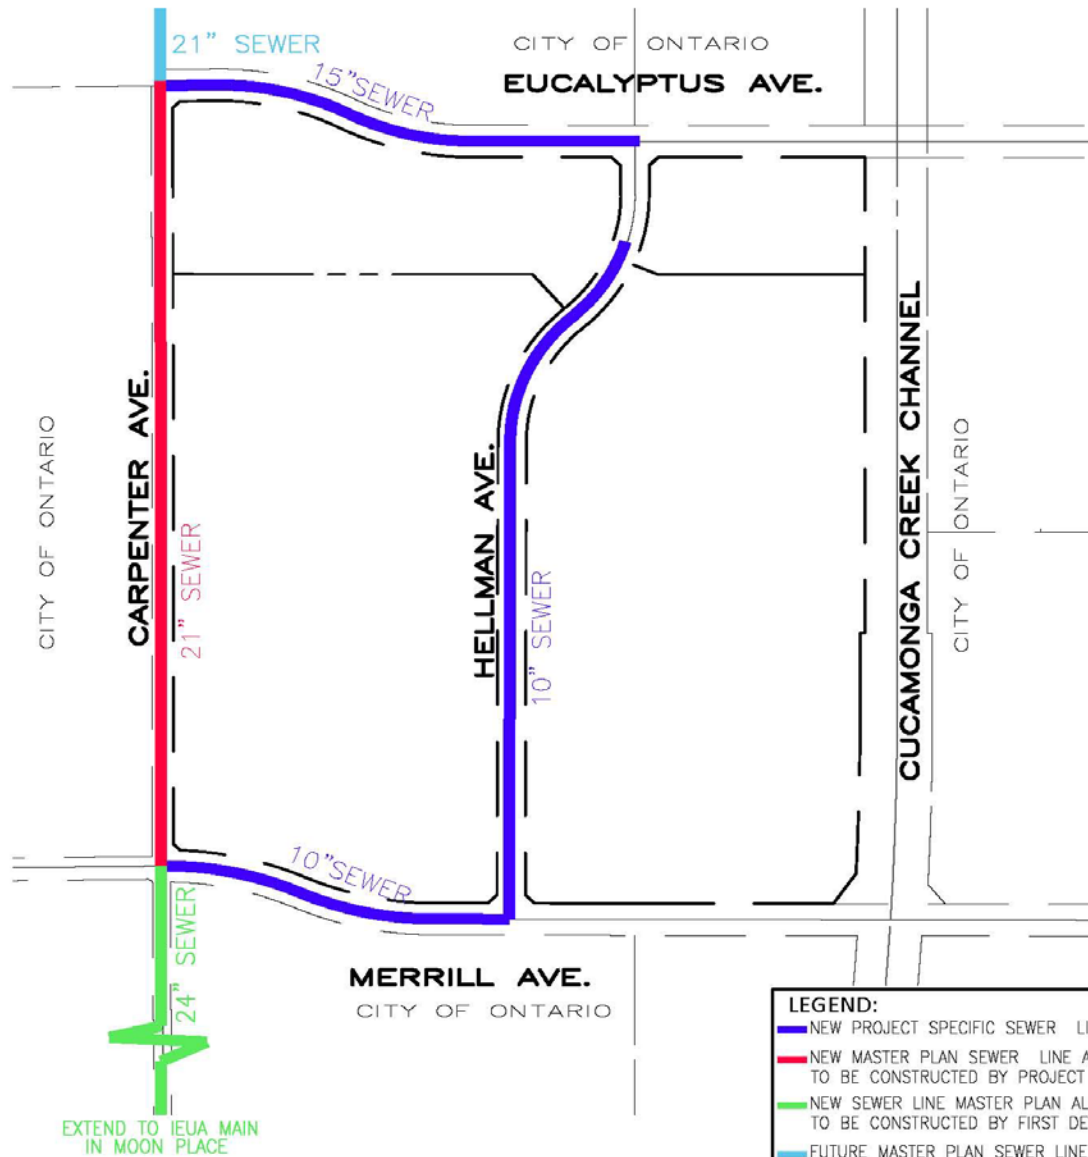 21” SEWER
CITY OF ONTARIO
15”SEWER
EUCALYPTUS AVE.
CITY OF ONTARIO
CARPENTER AVE.
21” SEWER
HELLMAN AVE.
10” SEWER
CUCAMONGA CREEK CHANNEL
CITY OF ONTARIO
10”SEWER
24” SEWER
MERRILL AVE.
CITY OF ONTARIO
EXTEND TO IEUA MAIN
IN MOON PLACE
LEGEND:
NEW PROJECT SPECIFIC SEWER
NEW MASTER PLAN SEWER LINE
TO BE CONSTRUCTED BY PROJECT
NEW SEWER LINE MASTER PLAN
TO BE CONSTRUCTED BY FIRST
FUTURE MASTER PLAN SEWER LINE